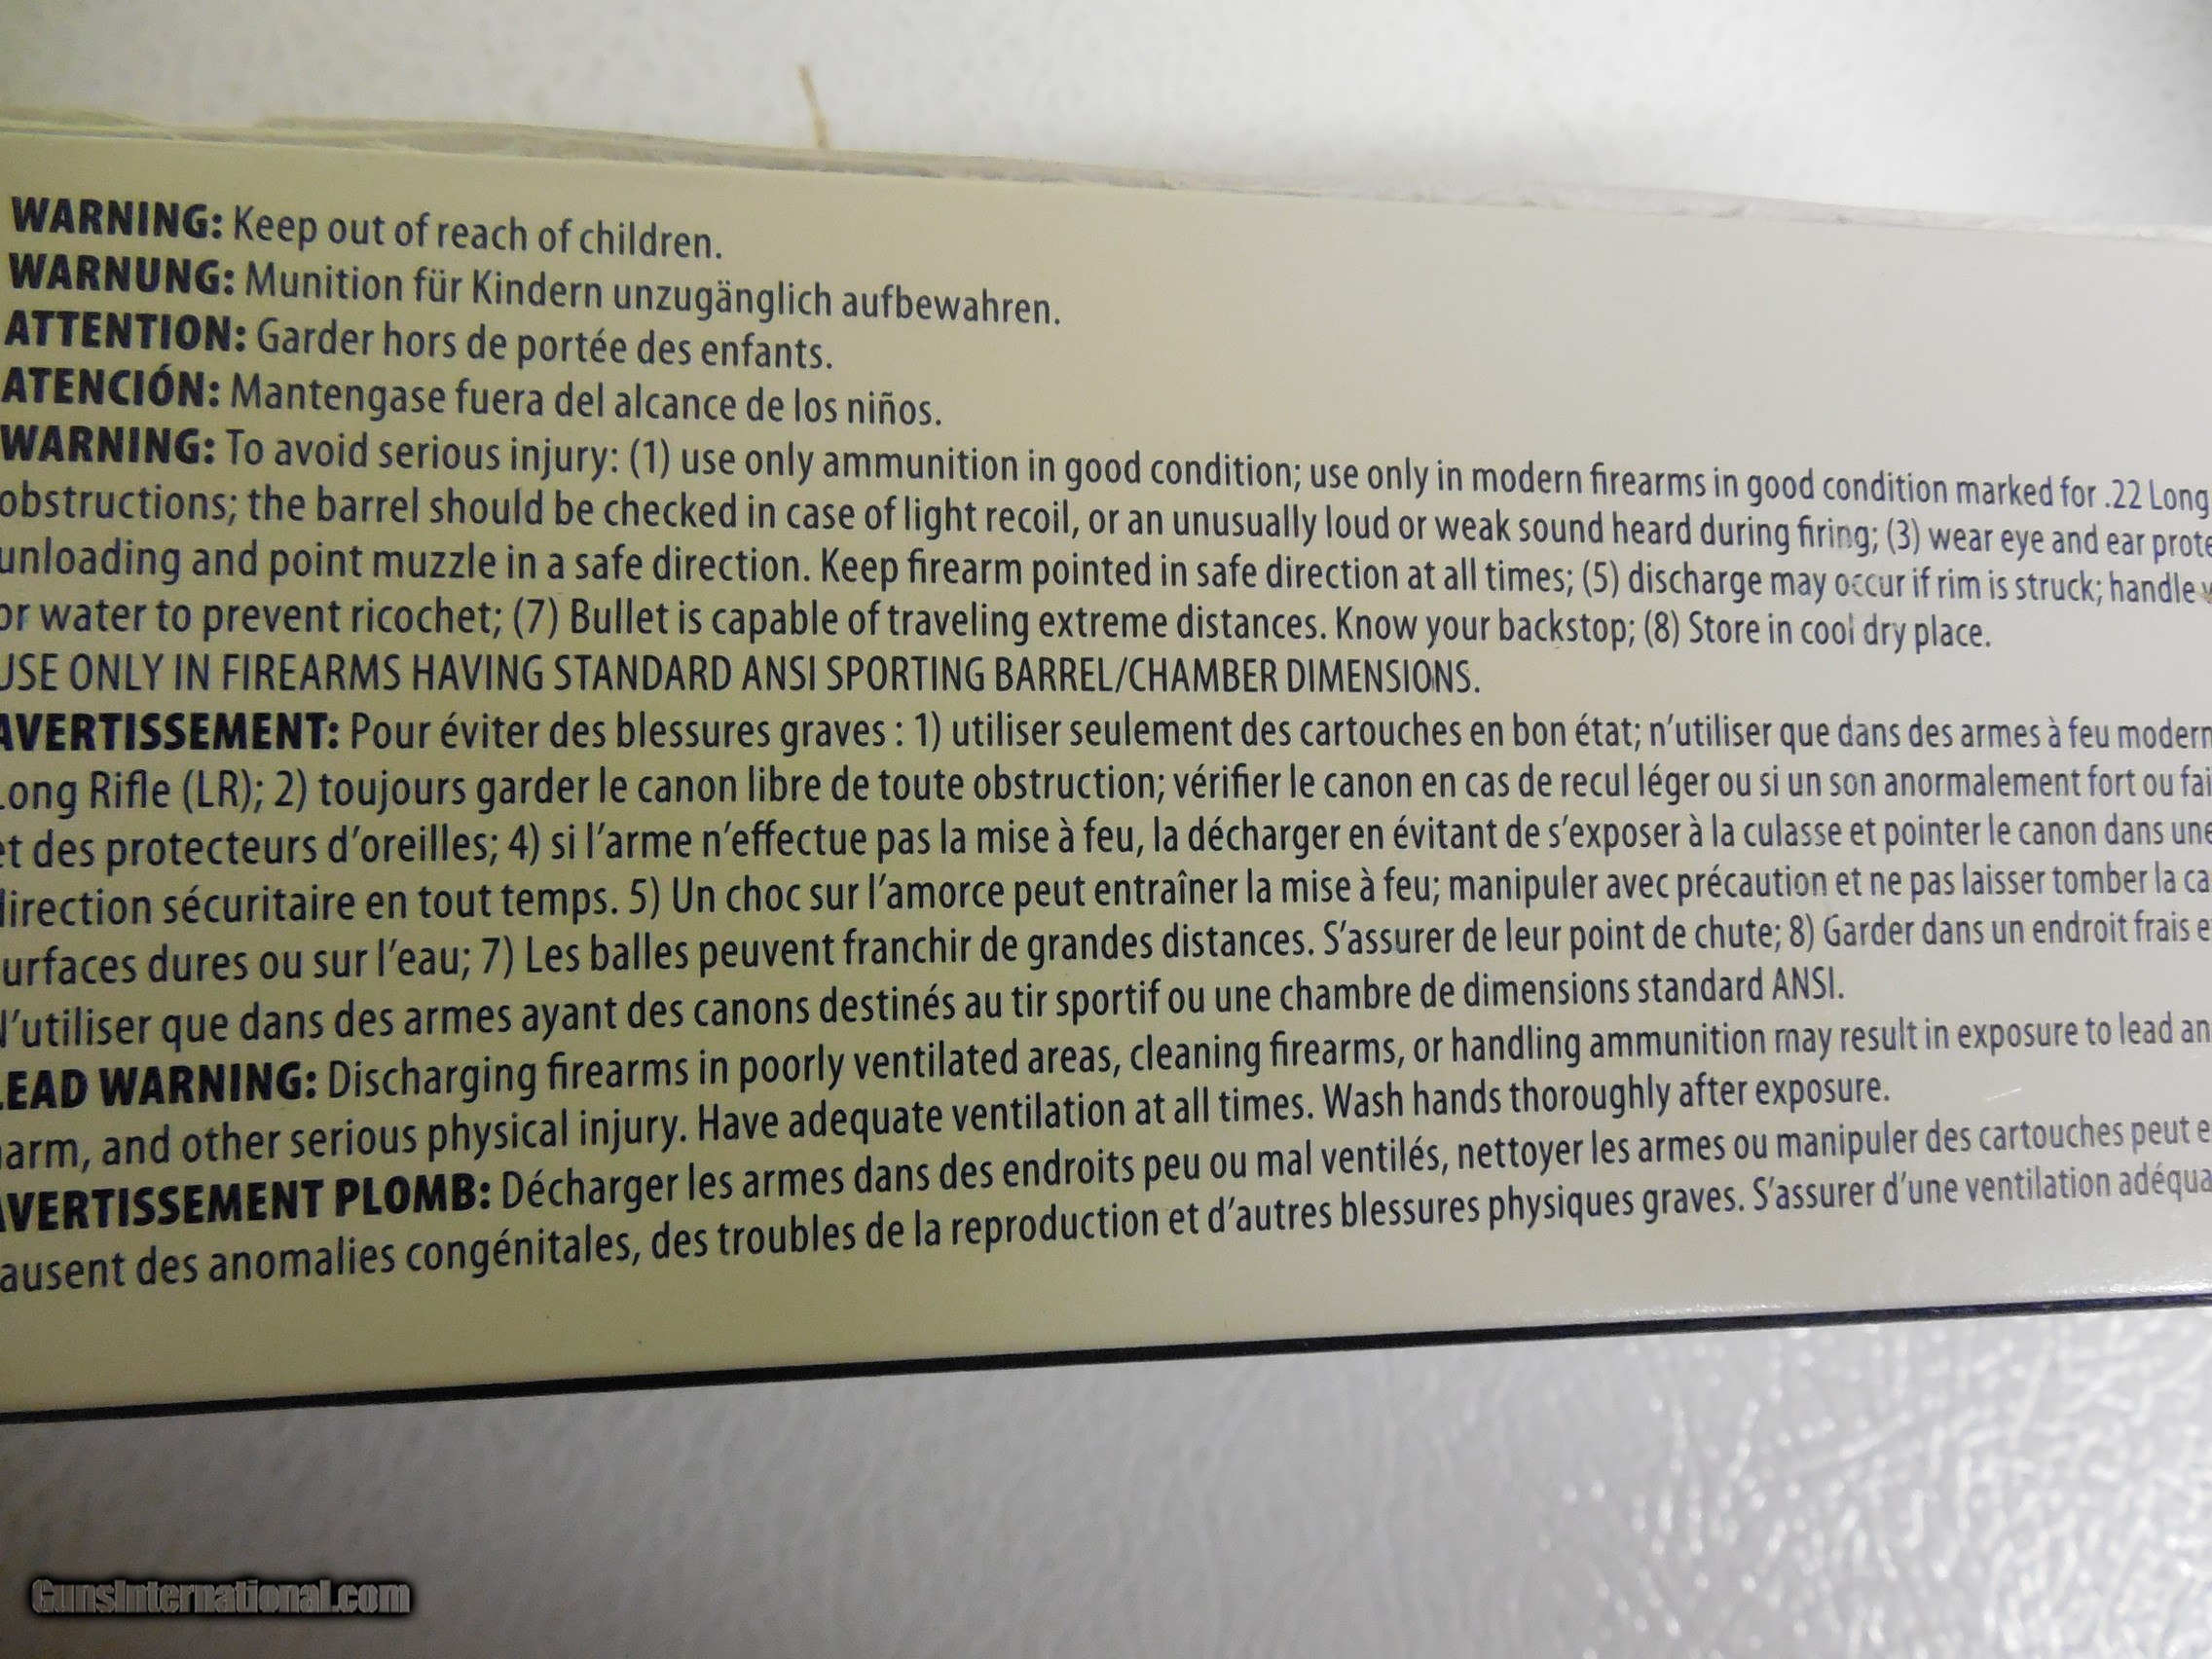 WARNING: Keep out of reach of children.
WARNUNG: Munition für Kindern unzugänglich aufbewahren.
ATTENTION: Garder hors de portée des enfants.
ATENCIÓN: Mantengase fuera del alcance de los niños.
WARNING: To avoid serious injury: (1) use only ammunition in good condition; use only in modern firearms in good condition marked for .22 Long
obstructions; the barrel should be checked in case of light recoil, or an unusually loud or weak sound heard during firing; (3) wear eye and ear prote
unloading and point muzzle in a safe direction. Keep firearm pointed in safe direction at all times; (5) discharge may occur if rim is struck; handle
or water to prevent ricochet; (7) Bullet is capable of traveling extreme distances. Know your backstop; (8) Store in cool dry place.
USE ONLY IN FIREARMS HAVING STANDARD ANSI SPORTING BARREL/CHAMBER DIMENSIONS.
AVERTISSEMENT: Pour éviter des blessures graves : 1) utiliser seulement des cartouches en bon état; n'utiliser que dans des armes à feu modern
Long Rifle (LR); 2) toujours garder le canon libre de toute obstruction; vérifier le canon en cas de recul léger ou si un son anormalement fort ou fai
et des protecteurs d'oreilles; 4) si l'arme n'effectue pas la mise à feu, la décharger en évitant de s'exposer à la culasse et pointer le canon dans une
direction sécuritaire en tout temps. 5) Un choc sur l'amorce peut entraîner la mise à feu; manipuler avec précaution et ne pas laisser tomber la ca
urfaces dures ou sur l'eau; 7) Les balles peuvent franchir de grandes distances. S'assurer de leur point de chute; 8) Garder dans un endroit frais e
N'utiliser que dans des armes ayant des canons destinés au tir sportif ou une chambre de dimensions standard ANSI.
LEAD WARNING: Discharging firearms in poorly ventilated areas, cleaning firearms, or handling ammunition may result in exposure to lead an
harm, and other serious physical injury. Have adequate ventilation at all times. Wash hands thoroughly after exposure.
AVERTISSEMENT PLOMB: Décharger les armes dans des endroits peu ou mal ventilés, nettoyer les armes ou manipuler des cartouches peut e
ausent des anomalies congénitales, des troubles de la reproduction et d'autres blessures physiques graves. S'assurer d'une ventilation adéqua
GunsInternational.com